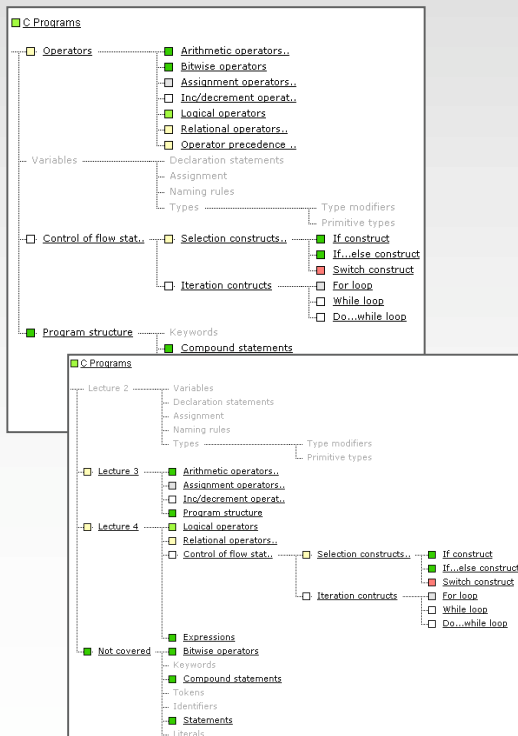 C Programs
Operators
Arithmetic operators..
Bitwise operators
Assignment operators..
Inc/decrement operat..
Logical operators
Relational operators..
Operator precedence ..
Variables
Declaration statements
Assignment
Naming rules
Types
Type modifiers
Primitive types
Control of flow stat..
Selection constructs..
If construct
If...else construct
Switch construct
Iteration contructs
For loop
While loop
Do...while loop
Program structure
Keywords
Compound statements
C Programs
Lecture 2
Variables
Declaration statements
Assignment
Naming rules
Types
Type modifiers
Primitive types
Lecture 3
Arithmetic operators..
Assignment operators..
Inc/decrement operat..
Program structure
Lecture 4
Logical operators
Relational operators..
Control of flow stat..
Selection constructs..
If construct
If...else construct
Switch construct
Iteration contructs
For loop
While loop
Do...while loop
Expressions
Not covered
Bitwise operators
Keywords
Compound statements
Tokens
Identifiers
Statements
Literals